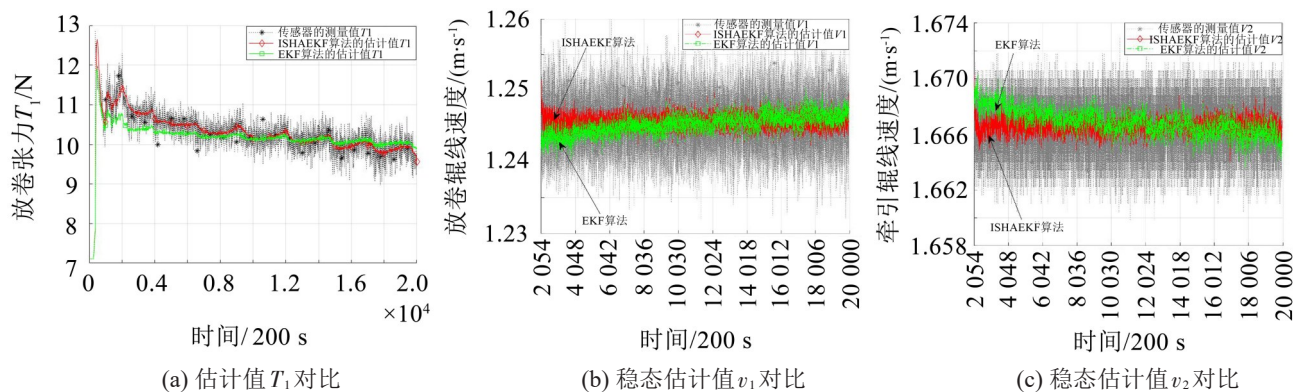 传感器的测量值T1
ISHAEKF算法的估计值T1
EKF算法的估计值T1
放卷张力T₁/N
13
12
11
10
9
8
7
0 0.4 0.8 1.2 1.6 2.0
×10⁴
时间/200 s
(a) 估计值T₁对比
传感器的测量值V1
ISHAEKF算法的估计值V1
EKF算法的估计值V1
ISHAEKF算法
EKF算法
放卷辊线速度/(m·s⁻¹)
1.26
1.25
1.24
1.23
2 054 4 048 6 042 8 036 10 030 12 024 14 018 16 012 18 006 20 000
时间/200 s
(b) 稳态估计值v₁对比
传感器的测量值V2
ISHAEKF算法的估计值V2
EKF算法的估计值V2
EKF算法
ISHAEKF算法
牵引辊线速度/(m·s⁻¹)
1.674
1.670
1.666
1.662
1.658
2 054 4 048 6 042 8 036 10 030 12 024 14 018 16 012 18 006 20 000
时间/200 s
(c) 稳态估计值v₂对比